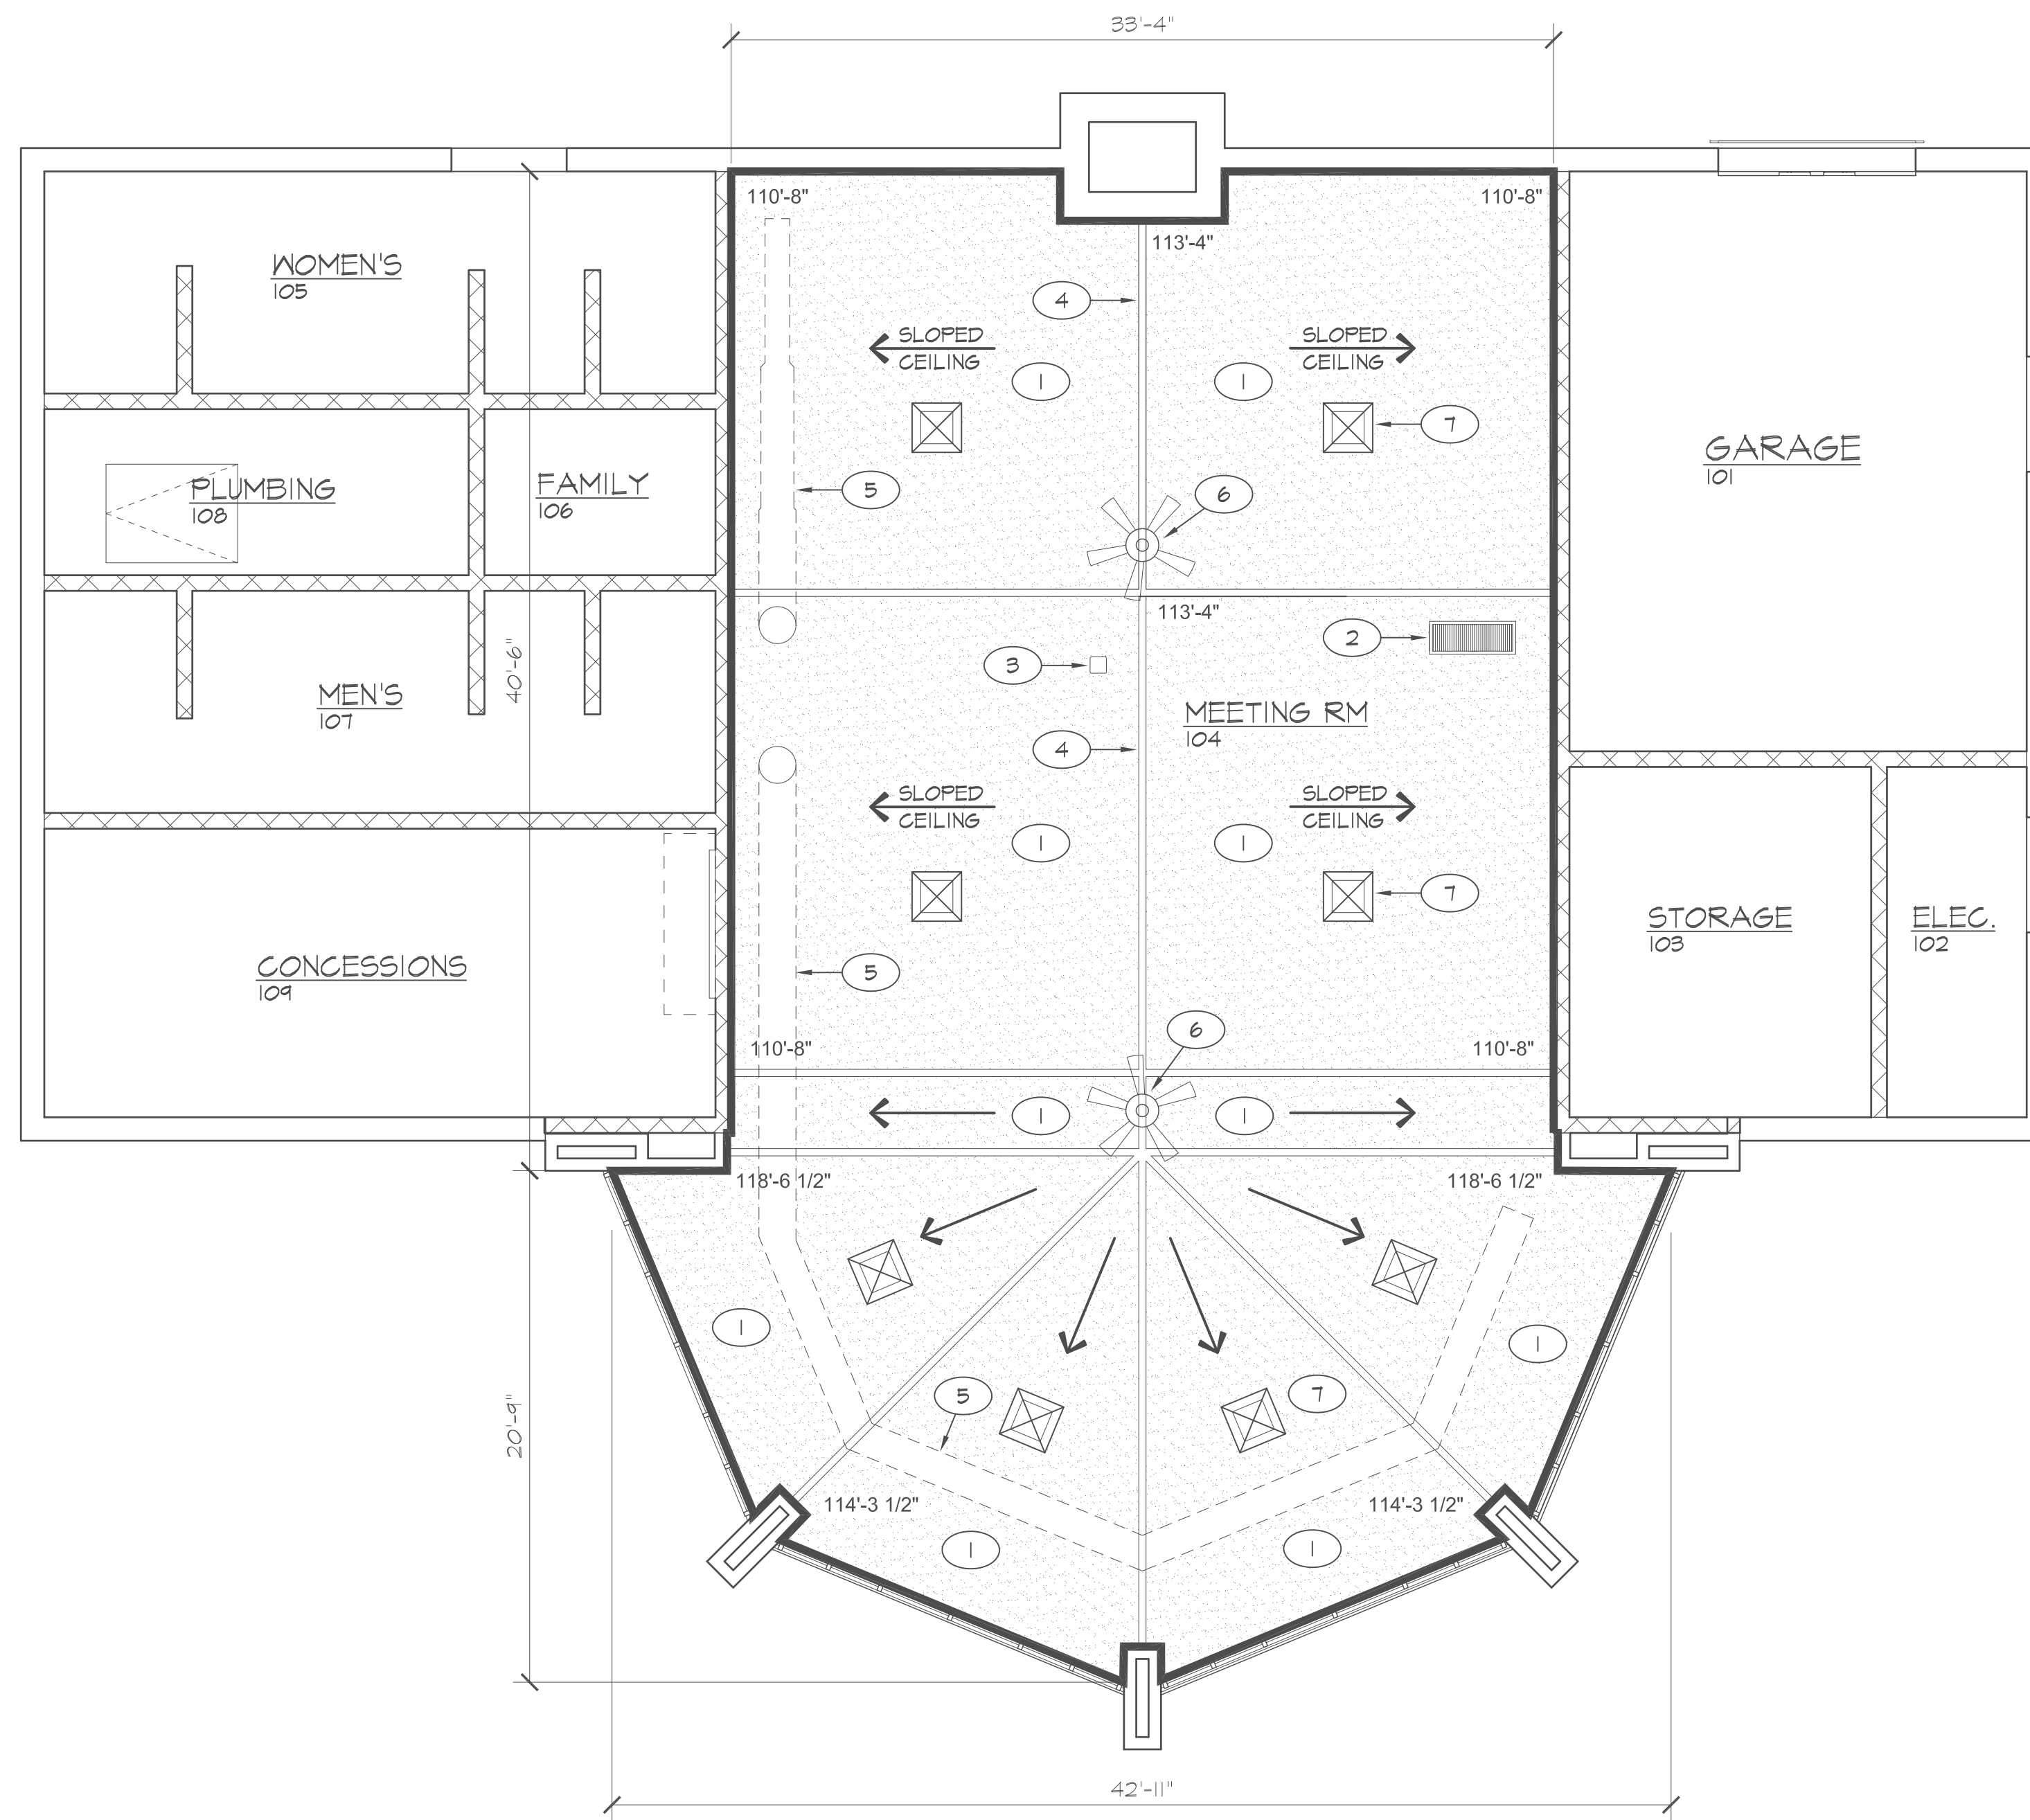 33'-4"
110'-8"
110'-8"
113'-4"
WOMEN'S
105
4
SLOPED
CEILING
SLOPED
CEILING
1
1
7
GARAGE
101
PLUMBING
108
FAMILY
106
5
6
113'-4"
2
3
40'-6"
MEN'S
107
MEETING RM
104
4
SLOPED
CEILING
SLOPED
CEILING
1
1
7
STORAGE
103
ELEC.
102
CONCESSIONS
109
5
6
110'-8"
110'-8"
1
1
118'-6 1/2"
118'-6 1/2"
1
1
5
7
20'-9"
114'-3 1/2"
114'-3 1/2"
1
1
42'-11"